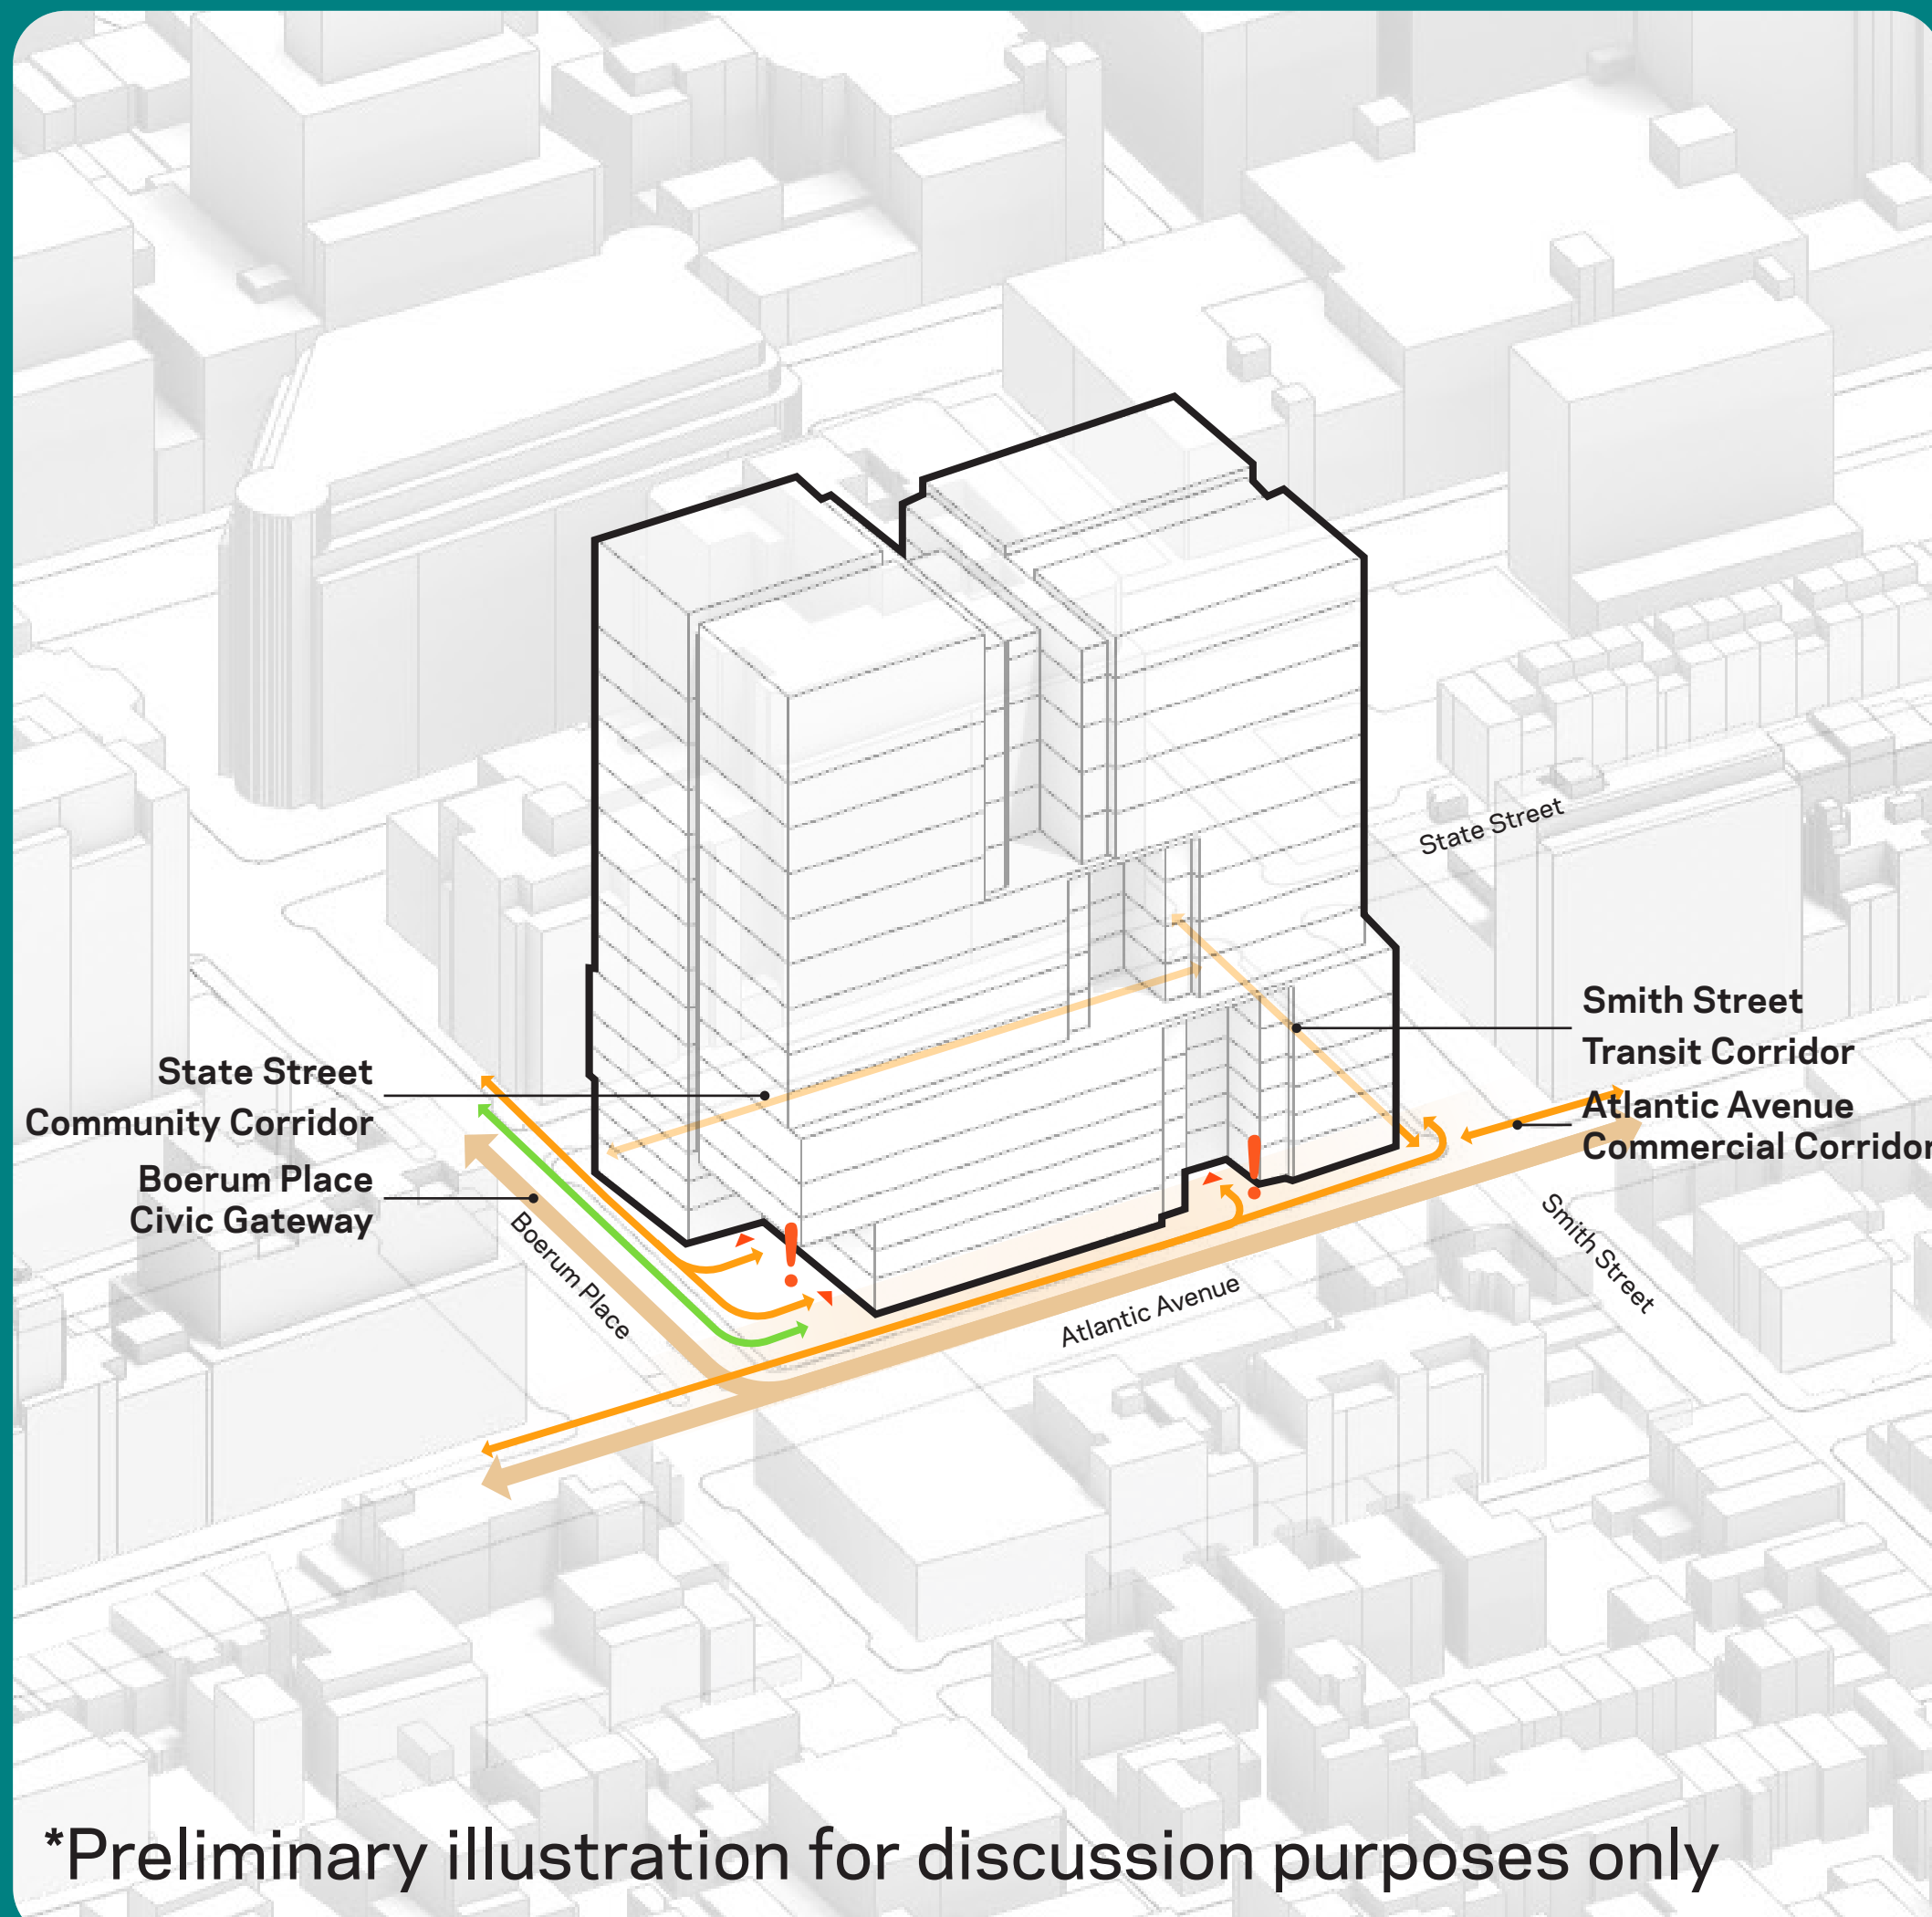 State Street
Smith Street
Transit Corridor
Atlantic Avenue
Commercial Corridor
State Street
Community Corridor
Boerum Place
Civic Gateway
Boerum Place
Atlantic Avenue
Smith Street
*Preliminary illustration for discussion purposes only